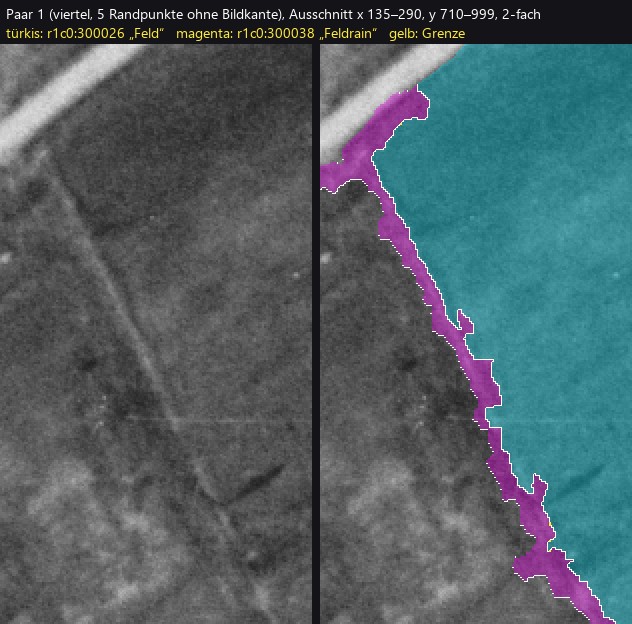 Paar 1 (viertel, 5 Randpunkte ohne Bildkante), Ausschnitt x 135–290, y 710–999, 2-fach
türkis: r1c0:300026 „Feld“ magenta: r1c0:300038 „Feldrain“ gelb: Grenze